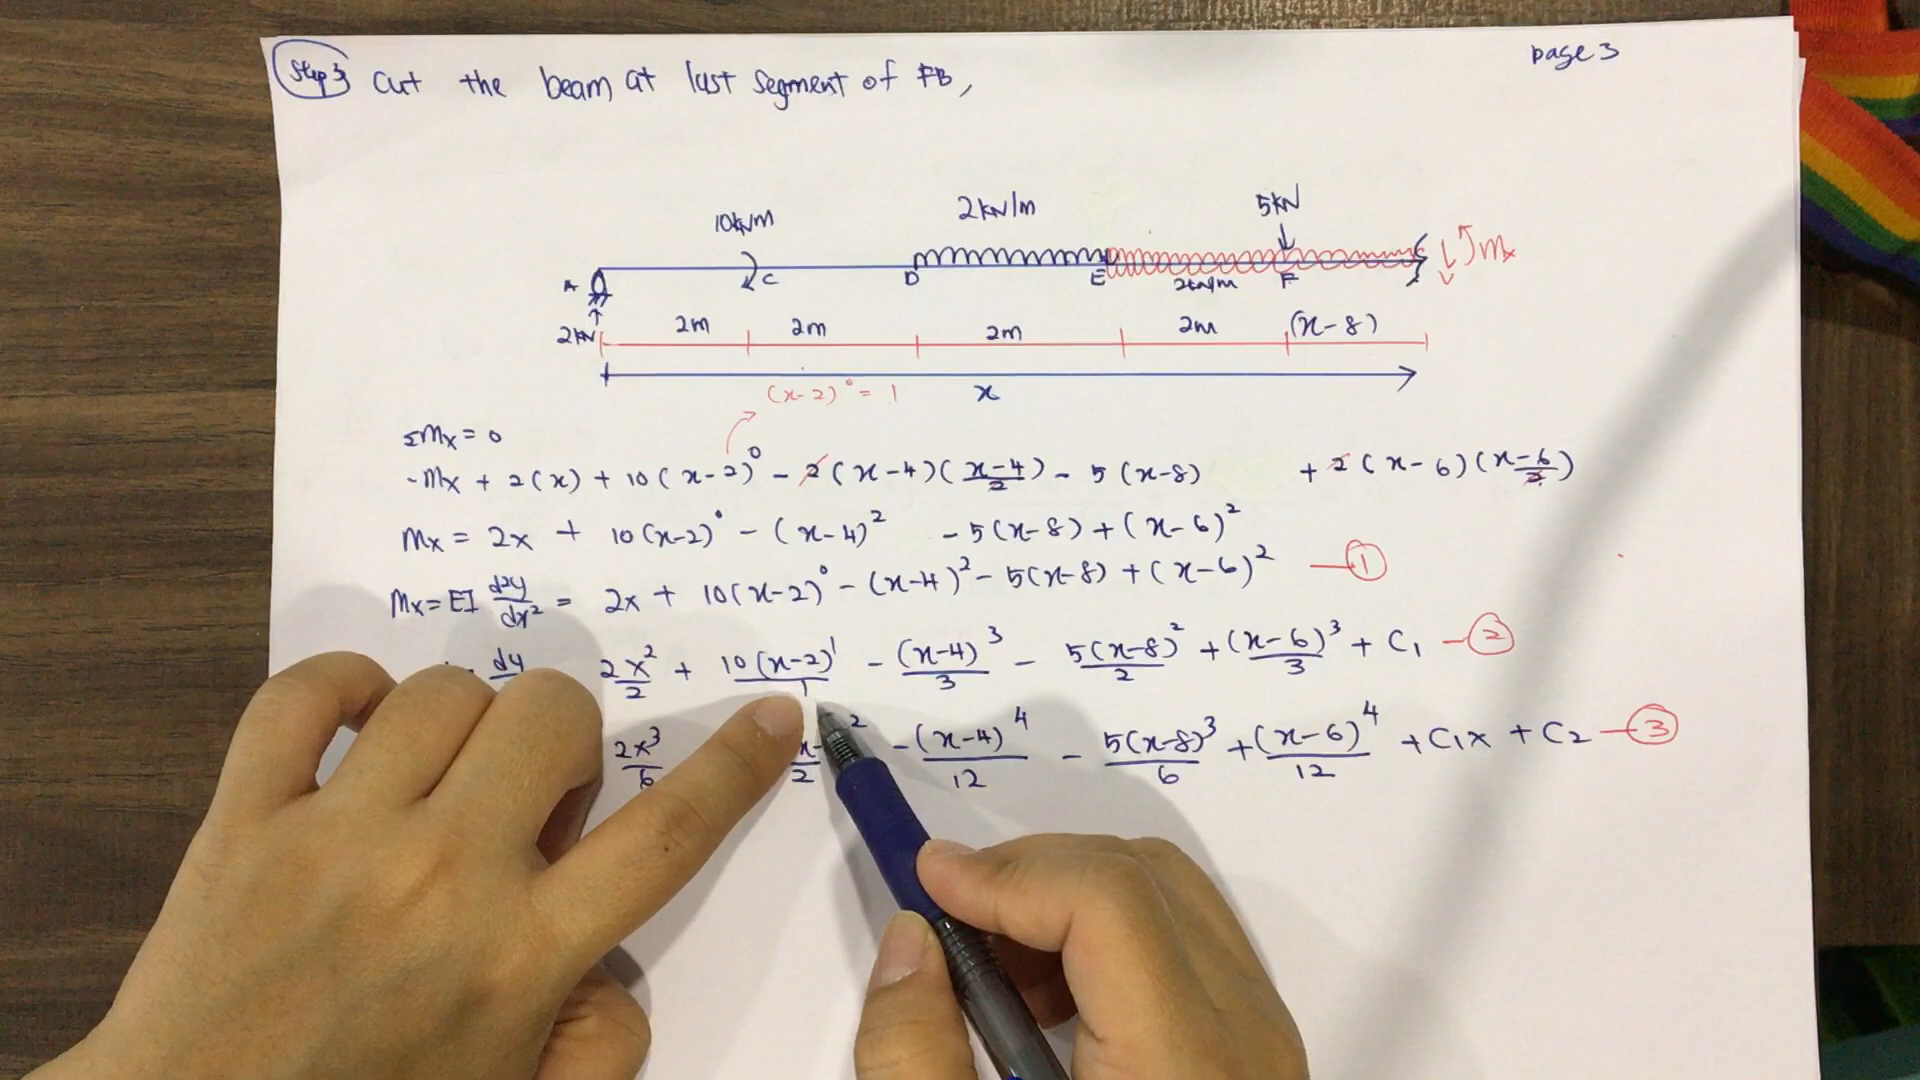 page 3
Step 3 Cut the beam at last segment of FB,
10kNm 2kN/m 5kN
A C D E 2kN/m F Mx
2kN 2m 2m 2m 2m (x-8)
(x-2)⁰ = 1 x
ΣMx = 0
-Mx + 2(x) + 10(x-2)⁰ - 2(x-4)(x-4/2) - 5(x-8) + 2(x-6)(x-6/2)
Mx = 2x + 10(x-2)⁰ - (x-4)² - 5(x-8) + (x-6)²
Mx = EI d²y/dx² = 2x + 10(x-2)⁰ - (x-4)² - 5(x-8) + (x-6)² — 1
dy 2x²/2 + 10(x-2)¹/1 - (x-4)³/3 - 5(x-8)²/2 + (x-6)³/3 + C₁ — 2
2x³/6 x- ²/2 - (x-4)⁴/12 - 5(x-8)³/6 + (x-6)⁴/12 + C₁x + C₂ — 3